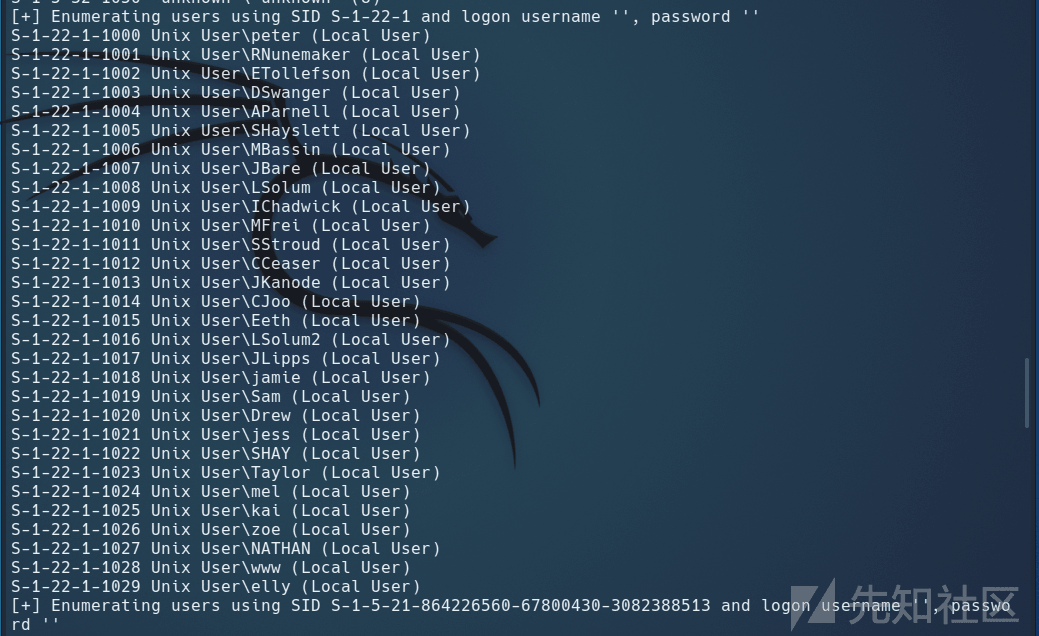 [+] Enumerating users using SID S-1-22-1 and logon username '', password ''
S-1-22-1-1000 Unix User\peter (Local User)
S-1-22-1-1001 Unix User\RNunemaker (Local User)
S-1-22-1-1002 Unix User\ETollefson (Local User)
S-1-22-1-1003 Unix User\DSwanger (Local User)
S-1-22-1-1004 Unix User\AParnell (Local User)
S-1-22-1-1005 Unix User\SHayslett (Local User)
S-1-22-1-1006 Unix User\MBassin (Local User)
S-1-22-1-1007 Unix User\JBare (Local User)
S-1-22-1-1008 Unix User\LSolum (Local User)
S-1-22-1-1009 Unix User\IChadwick (Local User)
S-1-22-1-1010 Unix User\MFrei (Local User)
S-1-22-1-1011 Unix User\SStroud (Local User)
S-1-22-1-1012 Unix User\CCeaser (Local User)
S-1-22-1-1013 Unix User\JKanode (Local User)
S-1-22-1-1014 Unix User\CJoo (Local User)
S-1-22-1-1015 Unix User\Eeth (Local User)
S-1-22-1-1016 Unix User\LSolum2 (Local User)
S-1-22-1-1017 Unix User\JLipps (Local User)
S-1-22-1-1018 Unix User\jamie (Local User)
S-1-22-1-1019 Unix User\Sam (Local User)
S-1-22-1-1020 Unix User\Drew (Local User)
S-1-22-1-1021 Unix User\jess (Local User)
S-1-22-1-1022 Unix User\SHAY (Local User)
S-1-22-1-1023 Unix User\Taylor (Local User)
S-1-22-1-1024 Unix User\mel (Local User)
S-1-22-1-1025 Unix User\kai (Local User)
S-1-22-1-1026 Unix User\zoe (Local User)
S-1-22-1-1027 Unix User\NATHAN (Local User)
S-1-22-1-1028 Unix User\www (Local User)
S-1-22-1-1029 Unix User\elly (Local User)
[+] Enumerating users using SID S-1-5-21-864226560-67800430-3082388513 and logon username '', passwo
rd ''
先知社区